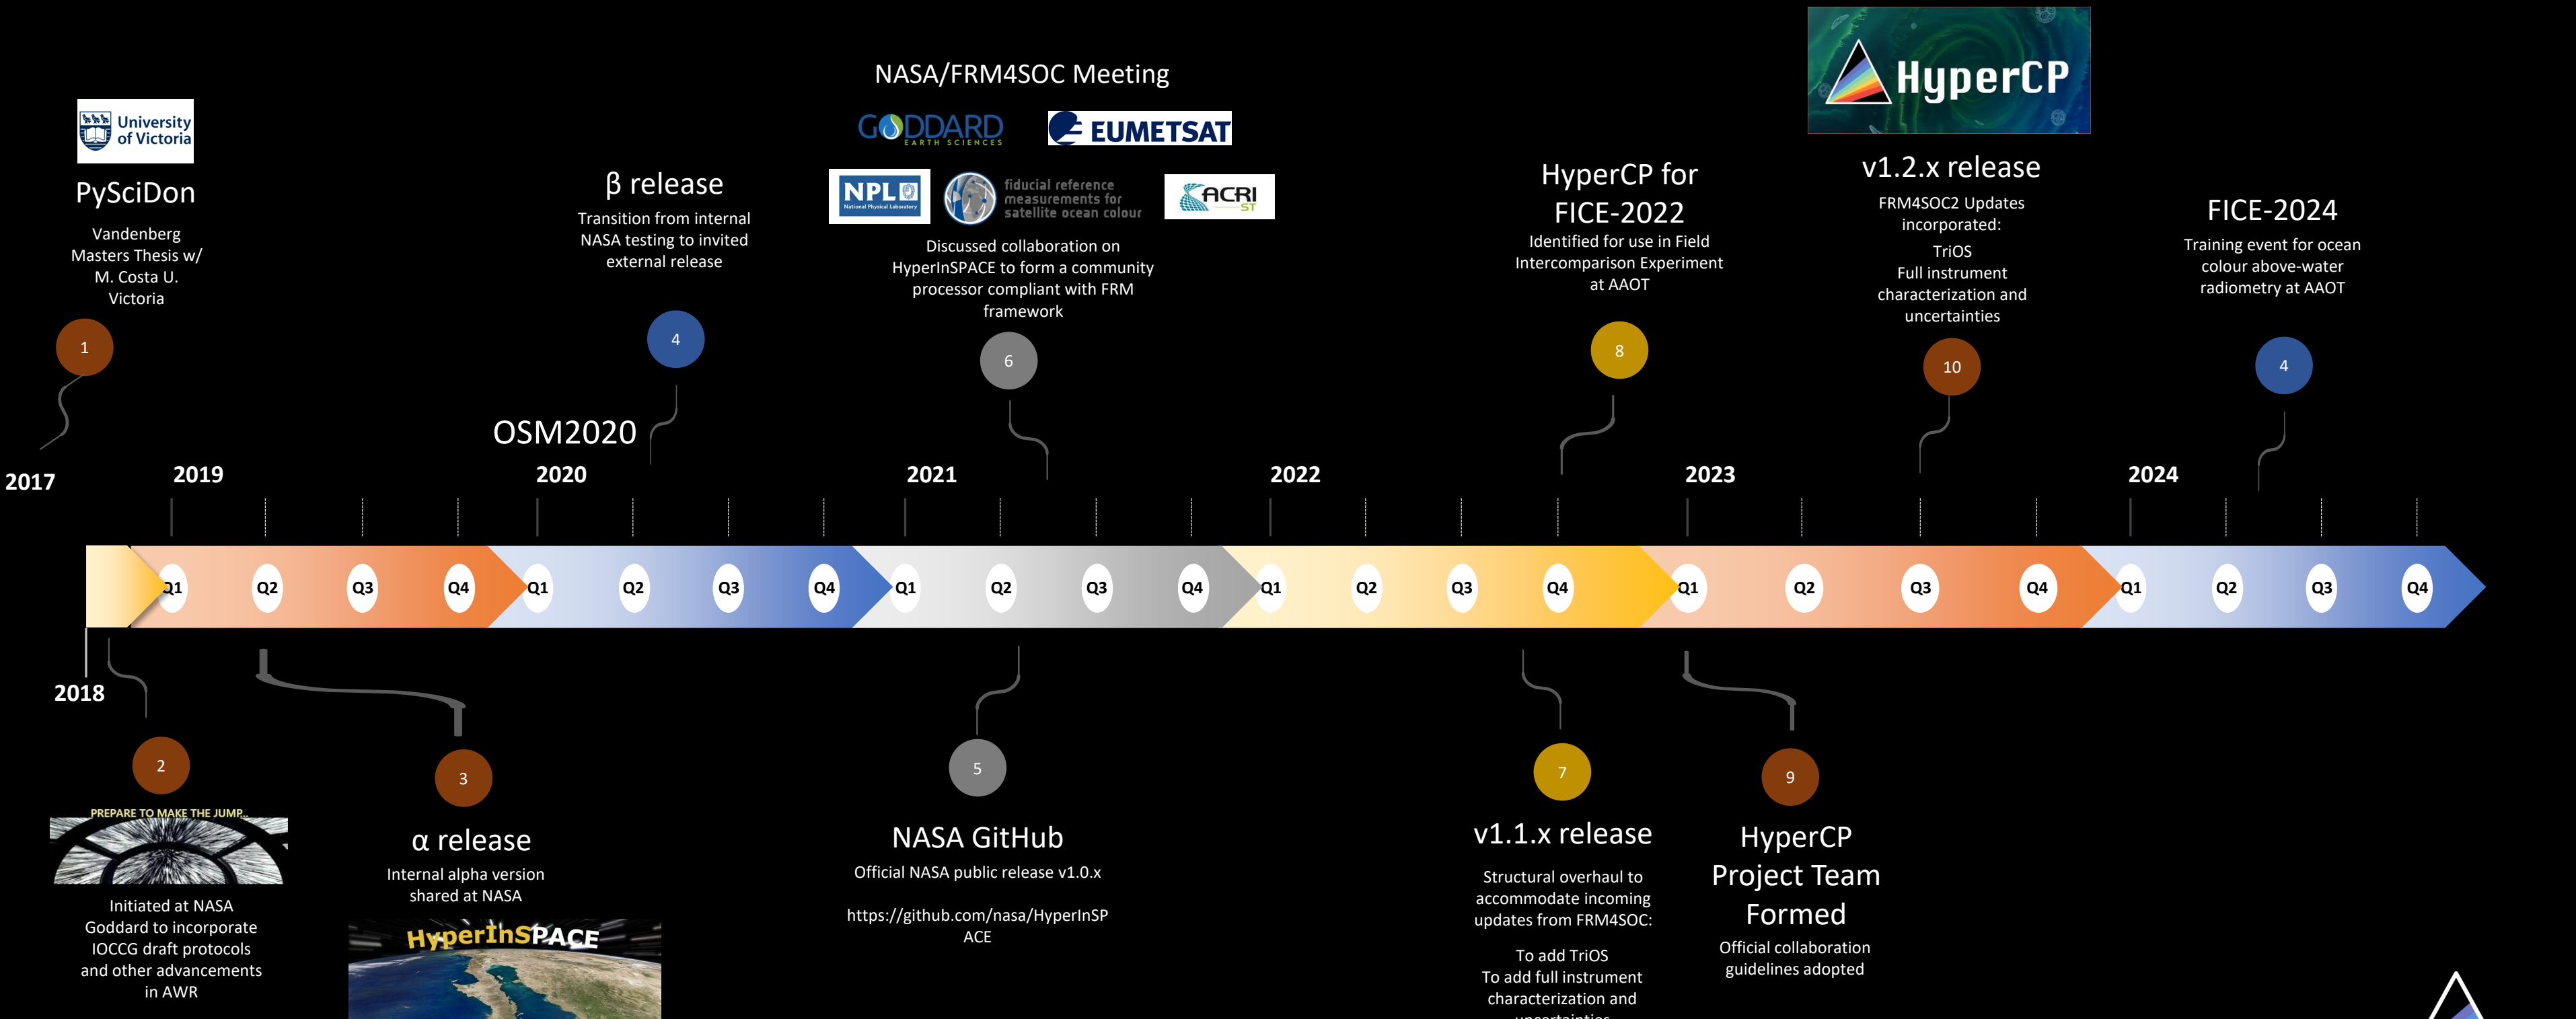 University
of Victoria
PySciDon
Vandenberg
Masters Thesis w/
M. Costa U.
Victoria
1
β release
Transition from internal
NASA testing to invited
external release
4
OSM2020
NASA/FRM4SOC Meeting
GODDARD
EARTH SCIENCES
EUMETSAT
NPL
National Physical Laboratory
fiducial reference
measurements for
satellite ocean colour
ACRI
ST
Discussed collaboration on
HyperInSPACE to form a community
processor compliant with FRM
framework
6
HyperCP for
FICE-2022
Identified for use in Field
Intercomparison Experiment
at AAOT
8
HyperCP
v1.2.x release
FRM4SOC2 Updates
incorporated:
TriOS
Full instrument
characterization and
uncertainties
10
FICE-2024
Training event for ocean
colour above-water
radiometry at AAOT
4
2017
2019
2020
2021
2022
2023
2024
Q1 Q2 Q3 Q4 Q1 Q2 Q3 Q4 Q1 Q2 Q3 Q4 Q1 Q2 Q3 Q4 Q1 Q2 Q3 Q4 Q1 Q2 Q3 Q4
2018
2
PREPARE TO MAKE THE JUMP...
Initiated at NASA
Goddard to incorporate
IOCCG draft protocols
and other advancements
in AWR
3
α release
Internal alpha version
shared at NASA
HyperInSPACE
5
NASA GitHub
Official NASA public release v1.0.x
https://github.com/nasa/HyperInSP
ACE
7
v1.1.x release
Structural overhaul to
accommodate incoming
updates from FRM4SOC:
To add TriOS
To add full instrument
characterization and
uncertainties
9
HyperCP
Project Team
Formed
Official collaboration
guidelines adopted